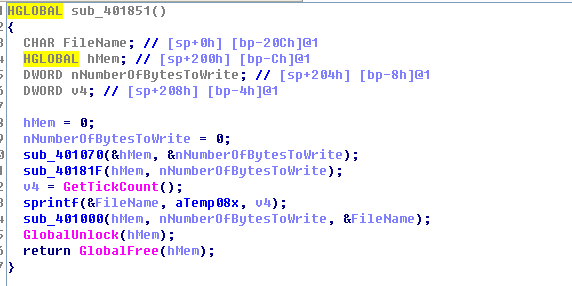 HGLOBAL sub_401851()
{
CHAR FileName; // [sp+0h] [bp-20Ch]@1
HGLOBAL hMem; // [sp+200h] [bp-Ch]@1
DWORD nNumberOfBytesToWrite; // [sp+204h] [bp-8h]@1
DWORD v4; // [sp+208h] [bp-4h]@1
hMem = 0;
nNumberOfBytesToWrite = 0;
sub_401070(&hMem, &nNumberOfBytesToWrite);
sub_40181F(hMem, nNumberOfBytesToWrite);
v4 = GetTickCount();
sprintf(&FileName, aTemp08x, v4);
sub_401000(hMem, nNumberOfBytesToWrite, &FileName);
GlobalUnlock(hMem);
return GlobalFree(hMem);
}